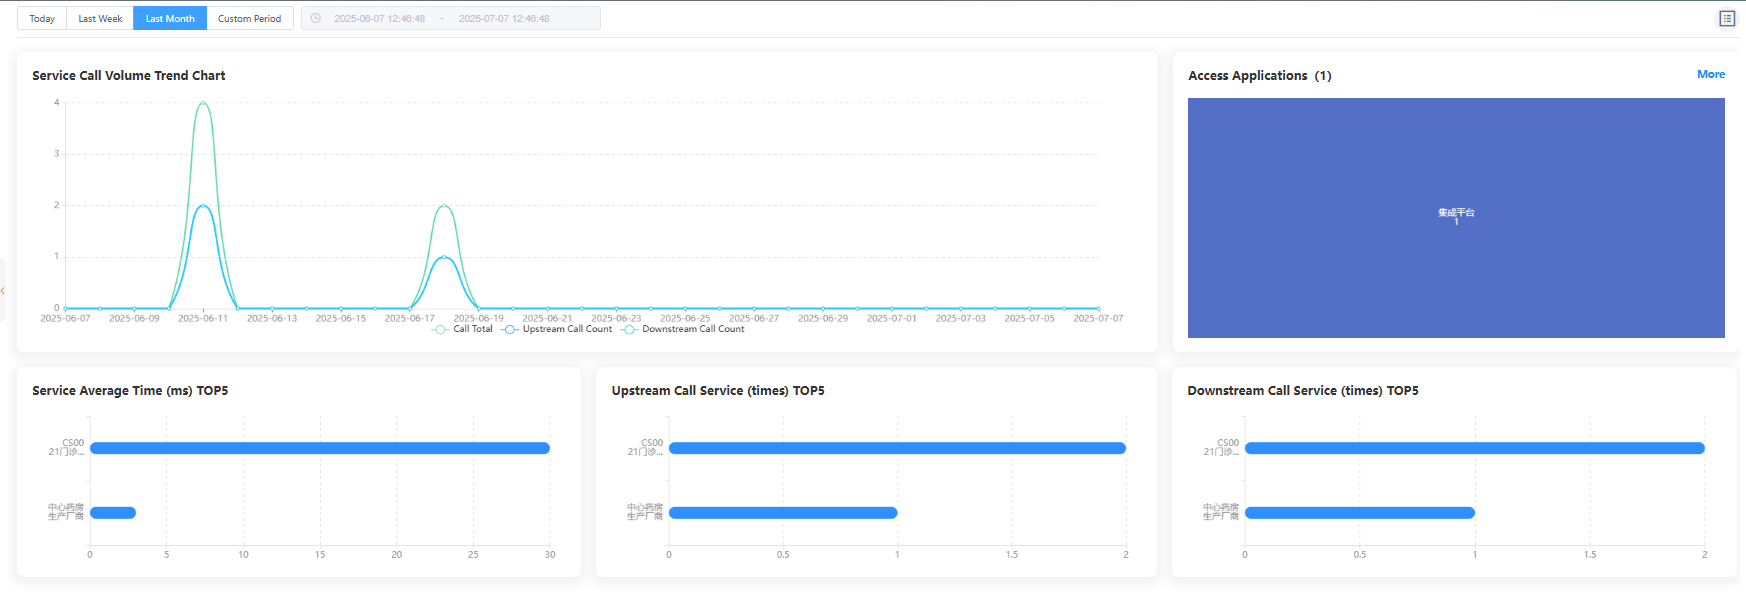 Today Last Week Last Month Custom Period 2025-06-07 12:46:48 - 2025-07-07 12:46:48
Service Call Volume Trend Chart
4
3
2
1
0
2025-06-07 2025-06-09 2025-06-11 2025-06-13 2025-06-15 2025-06-17 2025-06-19 2025-06-21 2025-06-23 2025-06-25 2025-06-27 2025-06-29 2025-07-01 2025-07-03 2025-07-05 2025-07-07
Call Total Upstream Call Count Downstream Call Count
Access Applications (1) More
集成平台
1
Service Average Time (ms) TOP5
CS00
21门诊...
中心药房
生产厂商
0 5 10 15 20 25 30
Upstream Call Service (times) TOP5
CS00
21门诊...
中心药房
生产厂商
0 0.5 1 1.5 2
Downstream Call Service (times) TOP5
CS00
21门诊...
中心药房
生产厂商
0 0.5 1 1.5 2